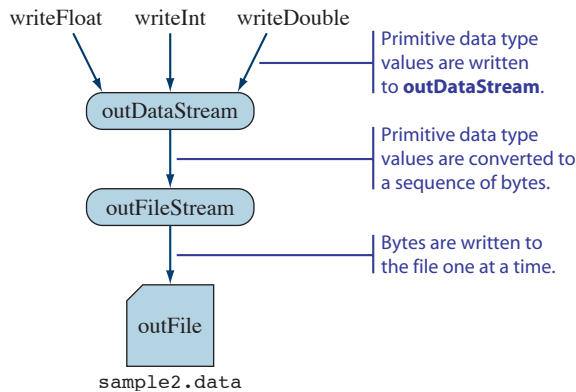 writeFloat writeInt writeDouble
Primitive data type
values are written
to outDataStream.
outDataStream
Primitive data type
values are converted to
a sequence of bytes.
outFileStream
Bytes are written to
the file one at a time.
outFile
sample2.data